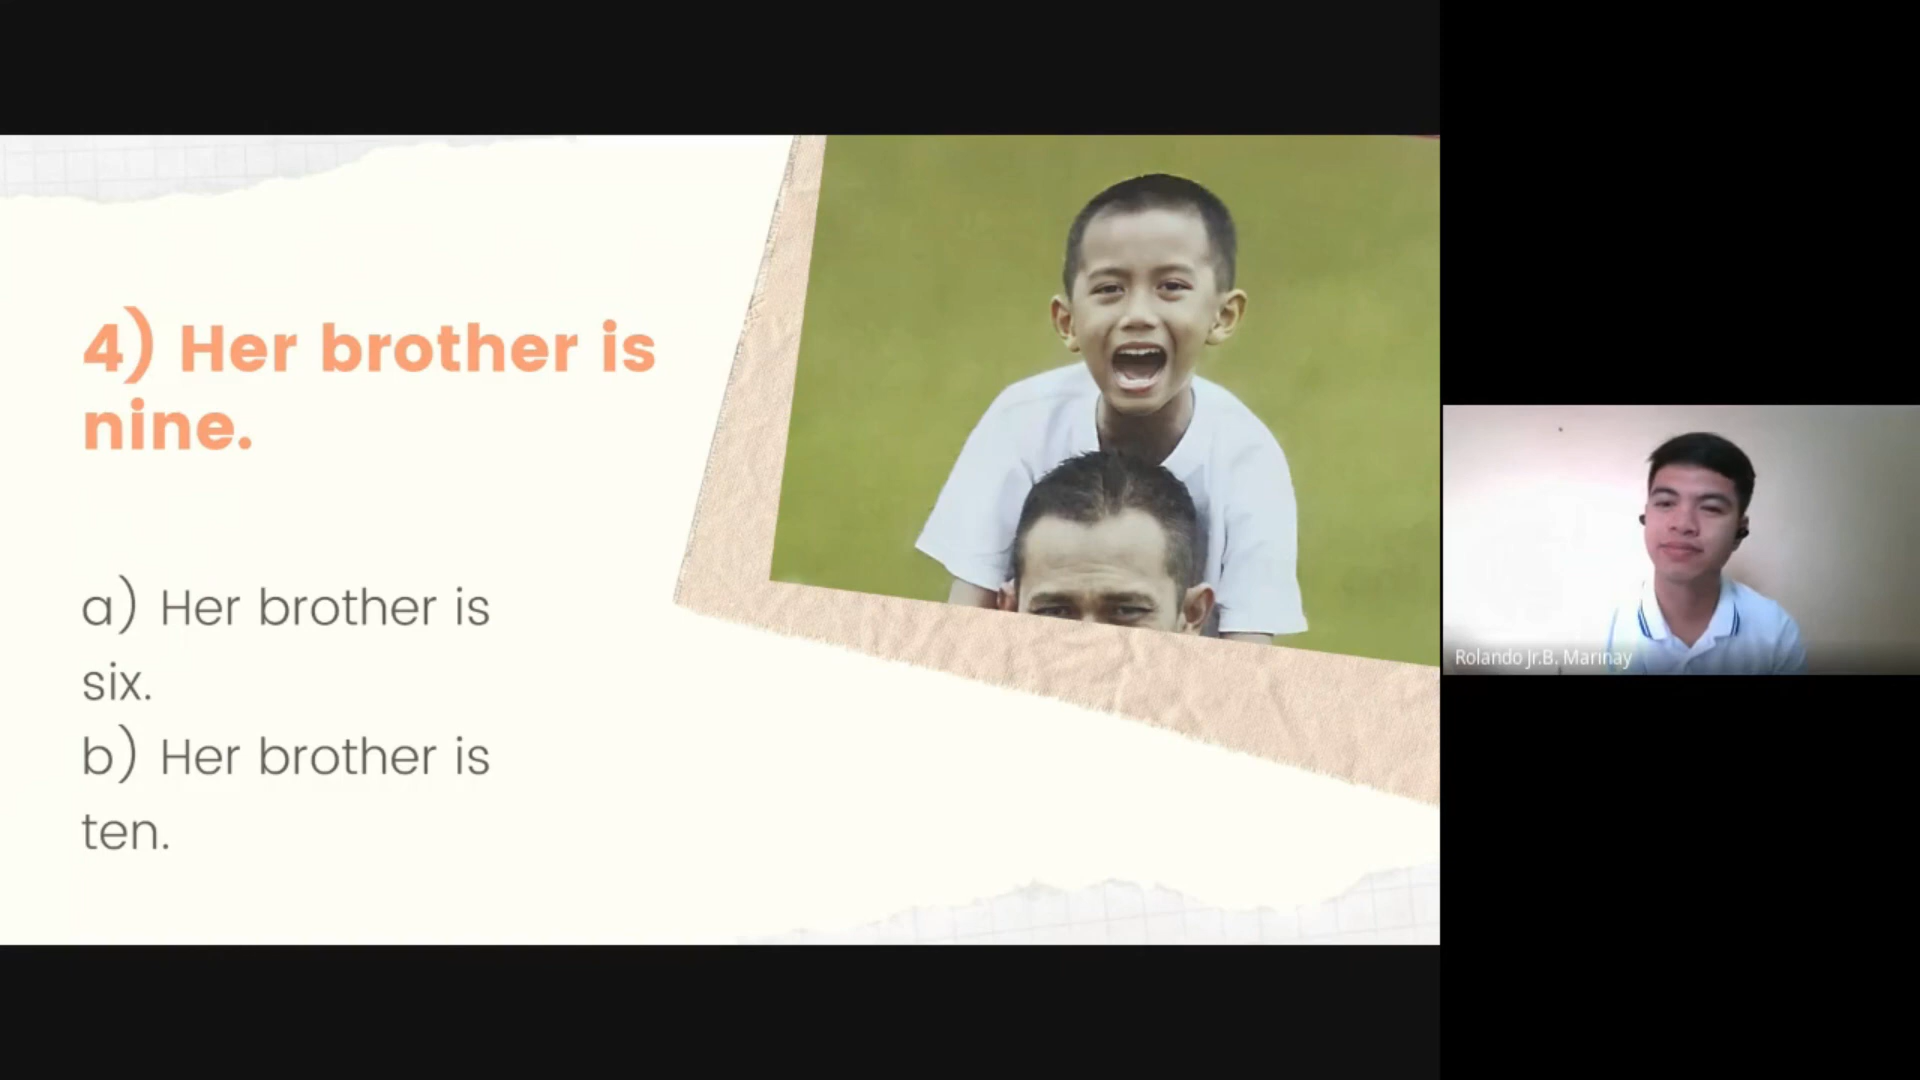 4) Her brother is
nine.
a) Her brother is
six.
b) Her brother is
ten.
Rolando Jr.B. Marinay